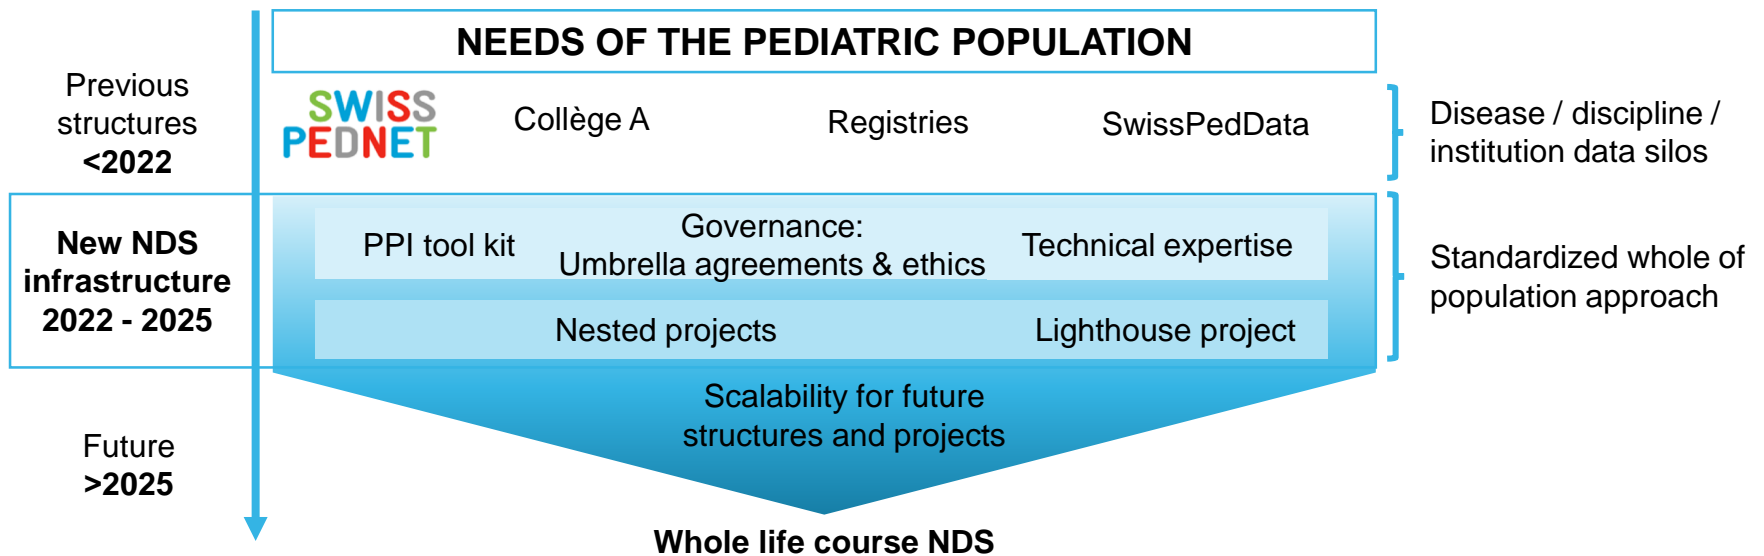 NEEDS OF THE PEDIATRIC POPULATION
Previous
structures
<2022
SWISS
PEDNET
Collège A
Registries
SwissPedData
Disease / discipline /
institution data silos
New NDS
infrastructure
2022 - 2025
PPI tool kit
Governance:
Umbrella agreements & ethics
Technical expertise
Nested projects
Lighthouse project
Standardized whole of
population approach
Future
>2025
Scalability for future
structures and projects
Whole life course NDS